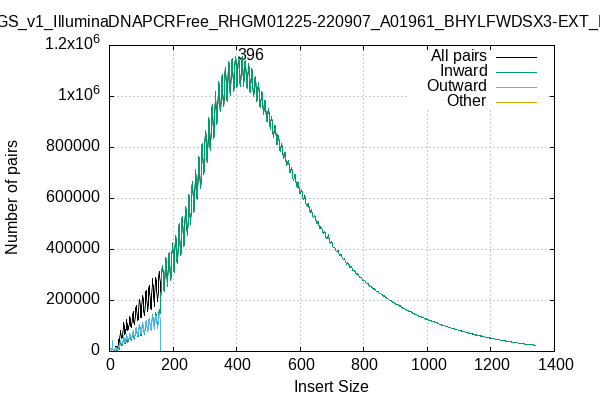 GS_v1_IlluminaDNAPCRFree_RHGM01225-220907_A01961_BHYLFWDSX3-EXT_
1.2x10^6
1x10^6
800000
600000
400000
200000
0
Number of pairs
396
All pairs
Inward
Outward
Other
0 200 400 600 800 1000 1200 1400
Insert Size